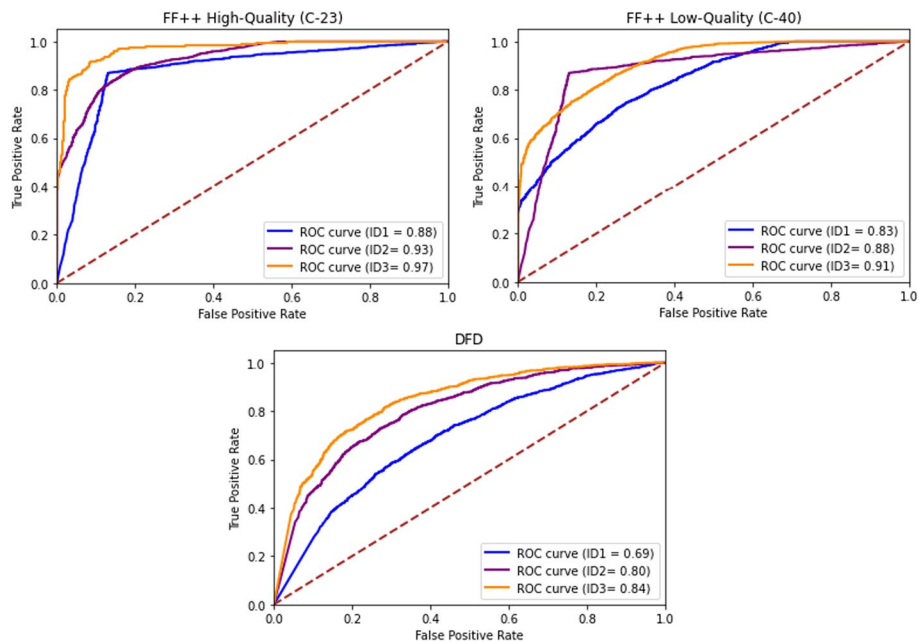 FF++ High-Quality (C-23)
1.0
0.8
0.6
0.4
0.2
0.0
True Positive Rate
ROC curve (ID1 = 0.88)
ROC curve (ID2= 0.93)
ROC curve (ID3= 0.97)
0.0 0.2 0.4 0.6 0.8 1.0
False Positive Rate
FF++ Low-Quality (C-40)
1.0
0.8
0.6
0.4
0.2
0.0
True Positive Rate
ROC curve (ID1 = 0.83)
ROC curve (ID2= 0.88)
ROC curve (ID3= 0.91)
0.0 0.2 0.4 0.6 0.8 1.0
False Positive Rate
DFD
1.0
0.8
0.6
0.4
0.2
0.0
True Positive Rate
ROC curve (ID1 = 0.69)
ROC curve (ID2= 0.80)
ROC curve (ID3= 0.84)
0.0 0.2 0.4 0.6 0.8 1.0
False Positive Rate